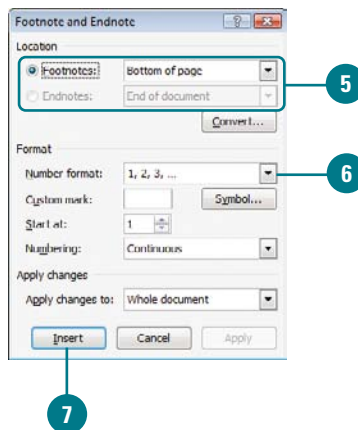 Footnote and Endnote
Location
Footnotes: Bottom of page
Endnotes: End of document
Convert...
5
Format
Number format: 1, 2, 3, ...
6
Custom mark: Symbol...
Start at: 1
Numbering: Continuous
Apply changes
Apply changes to: Whole document
Insert Cancel Apply
7